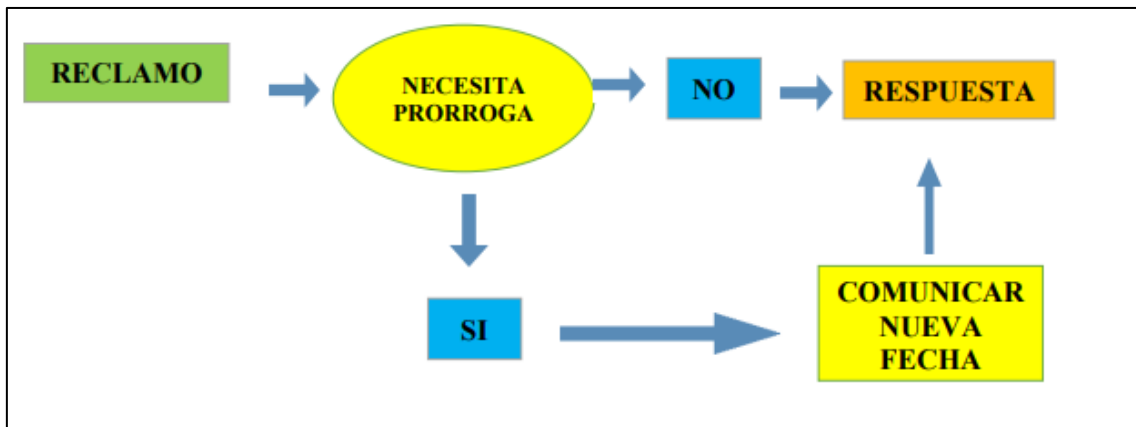 RECLAMO
NECESITA
PRORROGA
NO
RESPUESTA
SI
COMUNICAR
NUEVA
FECHA